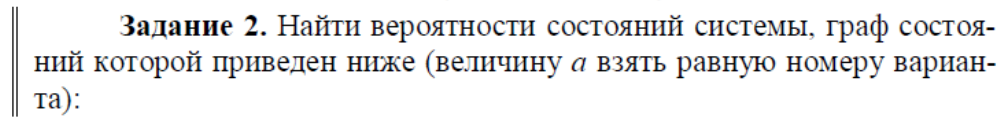 Задание 2. Найти вероятности состояний системы, граф состоя-
ний которой приведен ниже (величину a взять равную номеру вариан-
та):